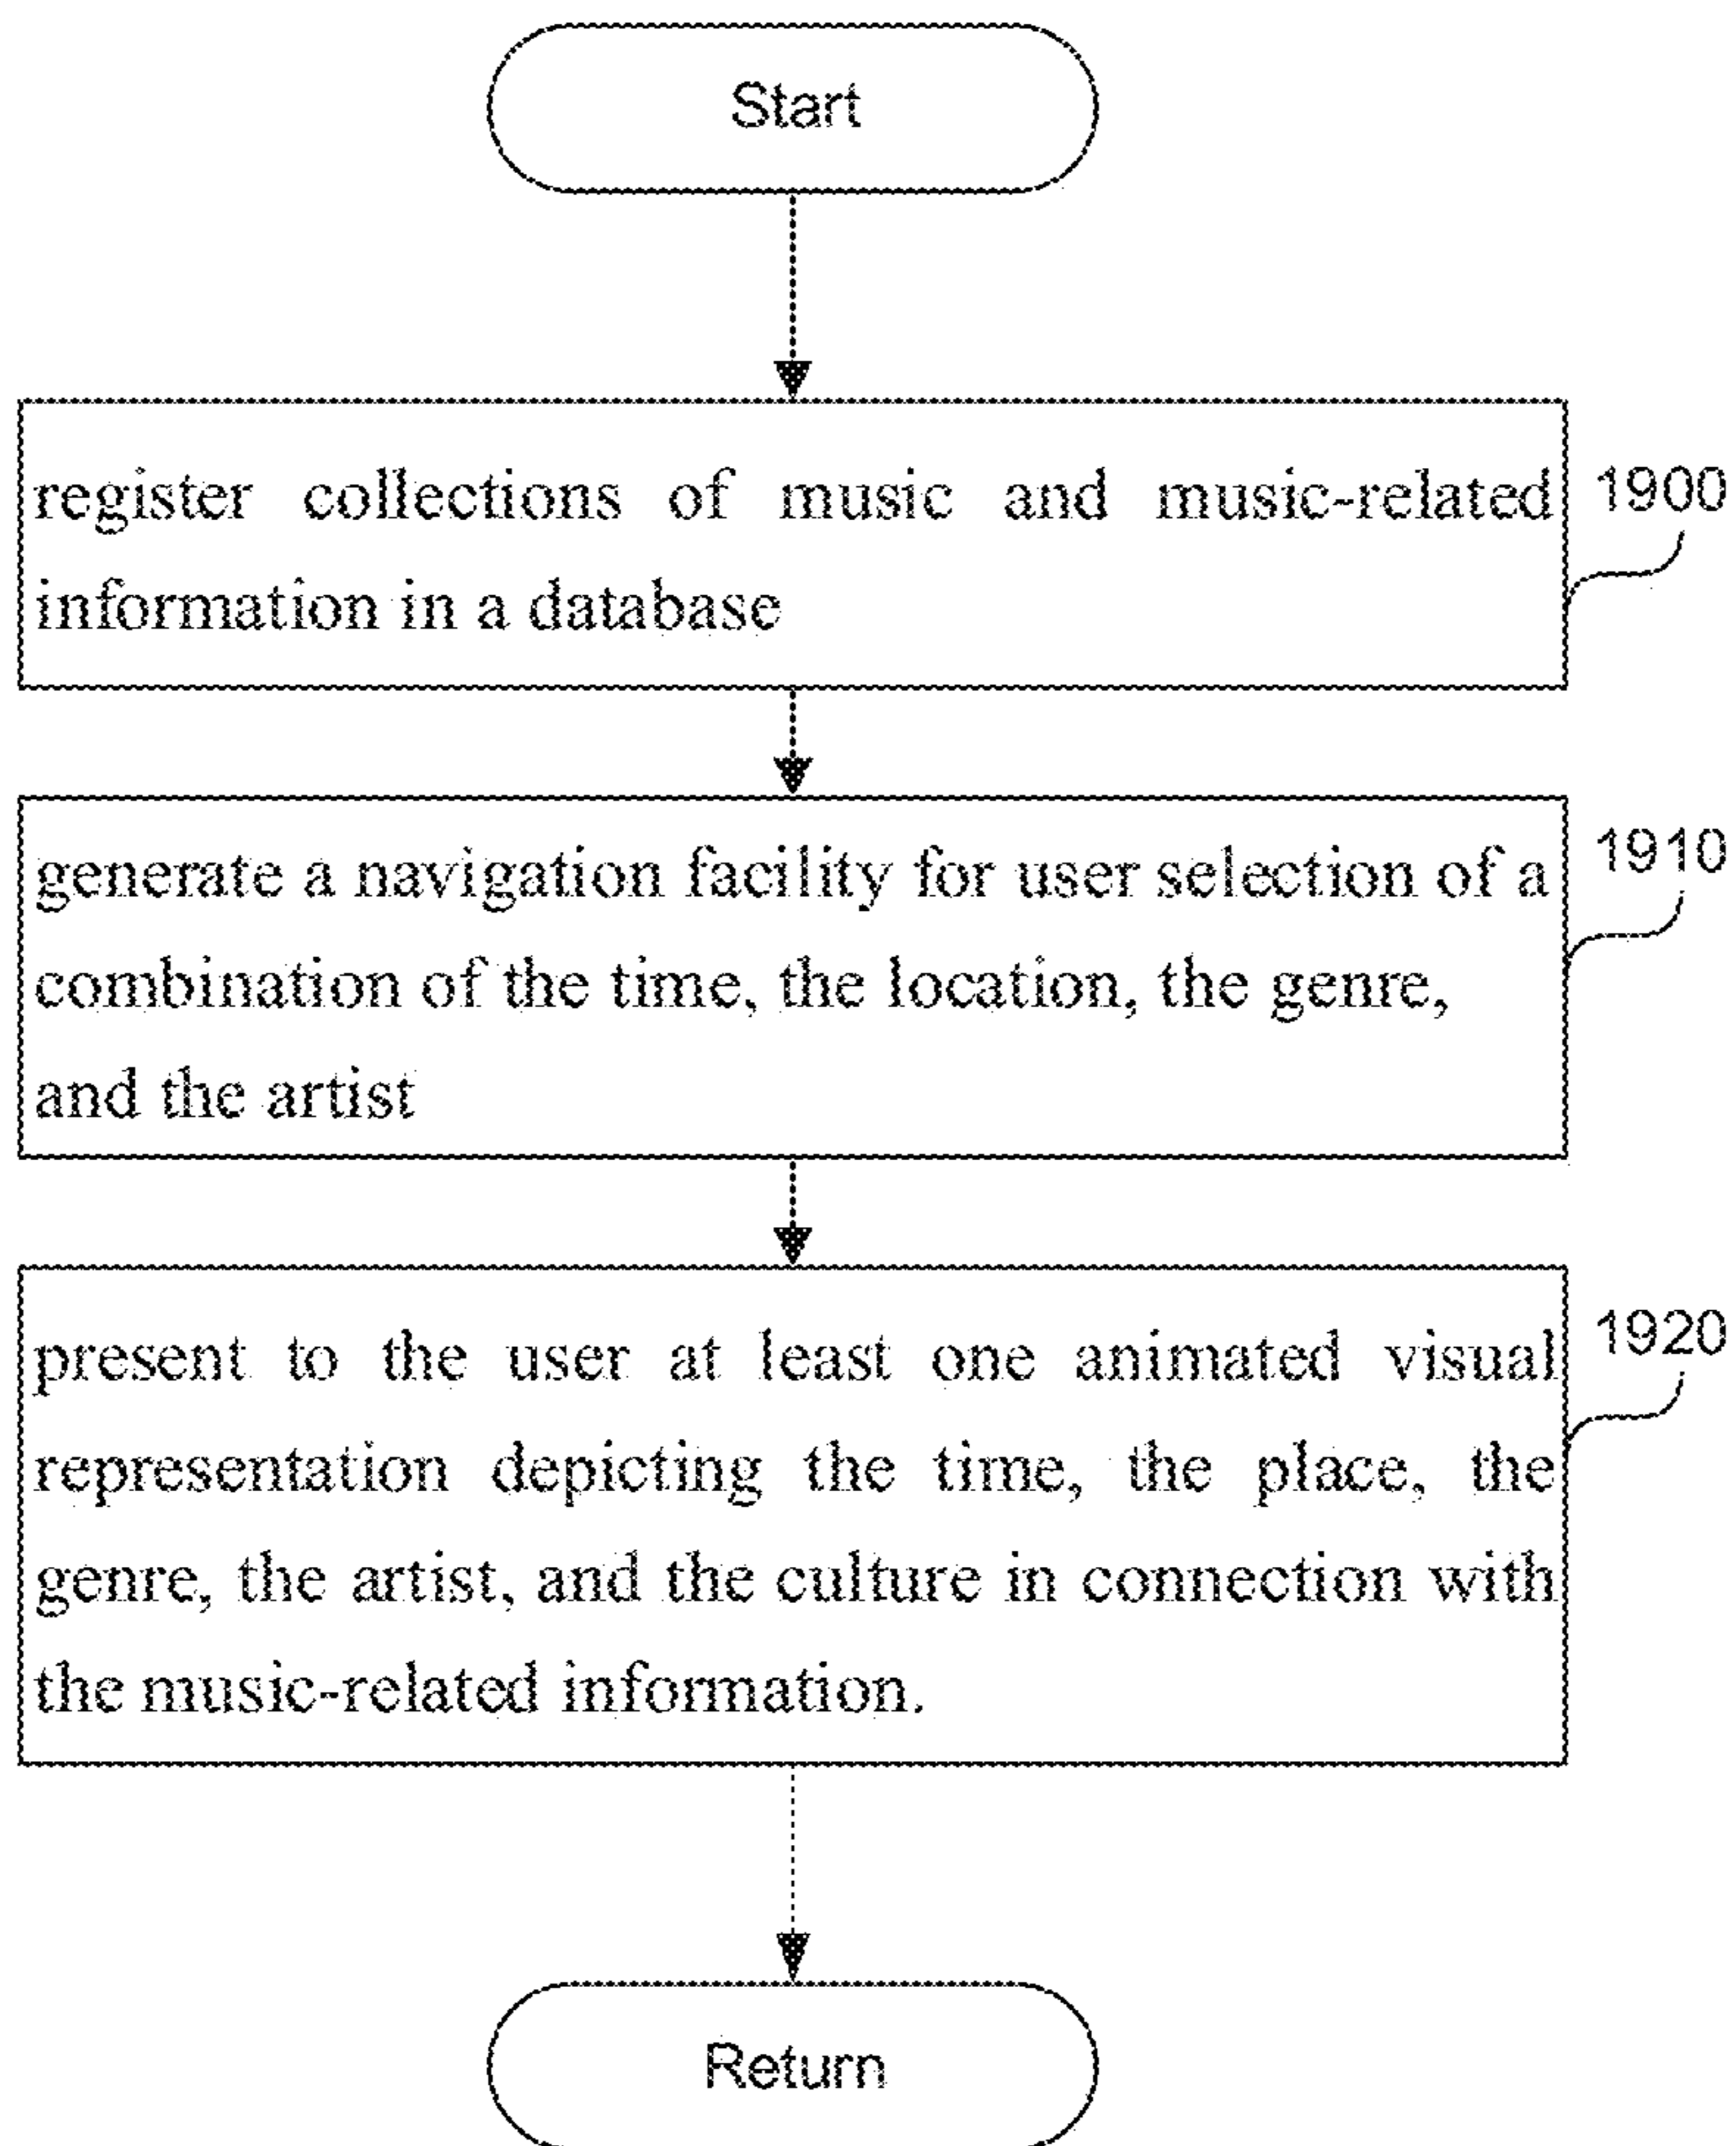 Start
register collections of music and music-related
1900
information in a database
generate a navigation facility for user selection of a
1910
combination of the time, the location, the genre,
and the artist
present to the user at least one animated visual
1920
representation depicting the time, the place, the
genre, the artist, and the culture in connection with
the music-related information.
Return